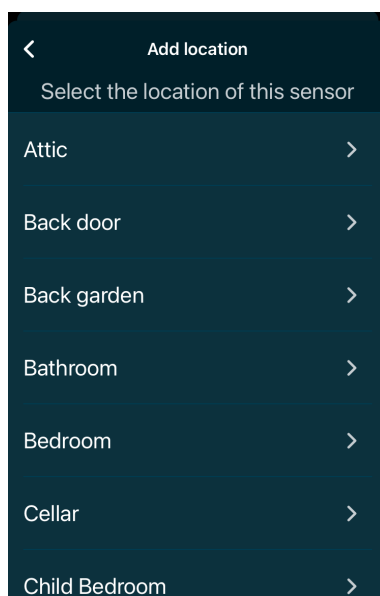 Add location
Select the location of this sensor
Attic
Back door
Back garden
Bathroom
Bedroom
Cellar
Child Bedroom